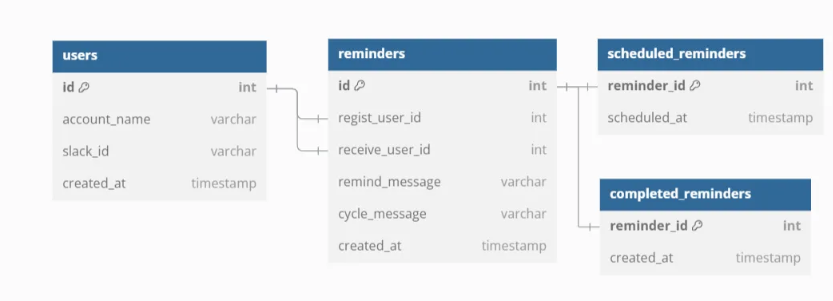 users
id int
account_name varchar
slack_id varchar
created_at timestamp
reminders
id int
regist_user_id int
receive_user_id int
remind_message varchar
cycle_message varchar
created_at timestamp
scheduled_reminders
reminder_id int
scheduled_at timestamp
completed_reminders
reminder_id int
created_at timestamp